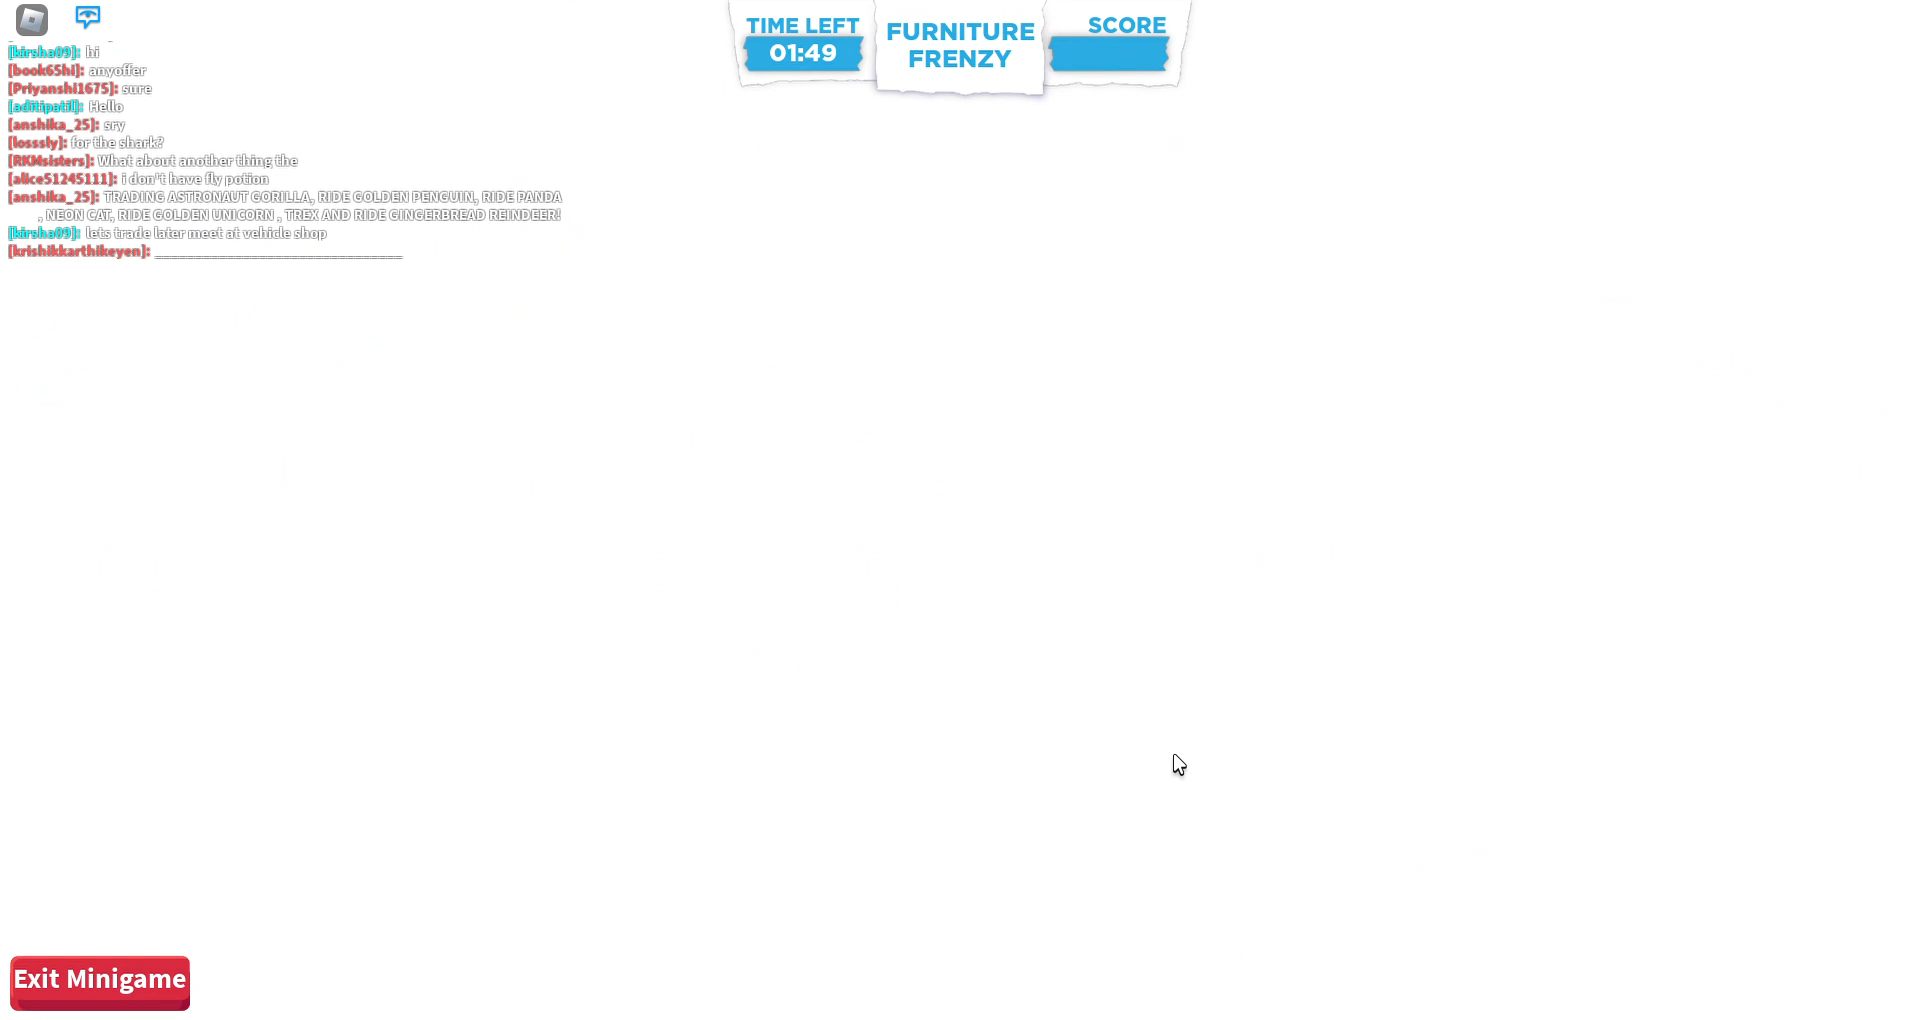 TIME LEFT
01:49
FURNITURE
FRENZY
SCORE
[kirsha09]: hi
[book65hi]: anyoffer
[Priyanshi1675]: sure
[aditipatil]: Hello
[anshika_25]: sry
[losssly]: for the shark?
[RKMsisters]: What about another thing the
[alice51245111]: i don't have fly potion
[anshika_25]: TRADING ASTRONAUT GORILLA, RIDE GOLDEN PENGUIN, RIDE PANDA
, NEON CAT, RIDE GOLDEN UNICORN , TREX AND RIDE GINGERBREAD REINDEER!
[kirsha09]: lets trade later meet at vehicle shop
[krishikkarthikeyen]: _______________________________
Exit Minigame